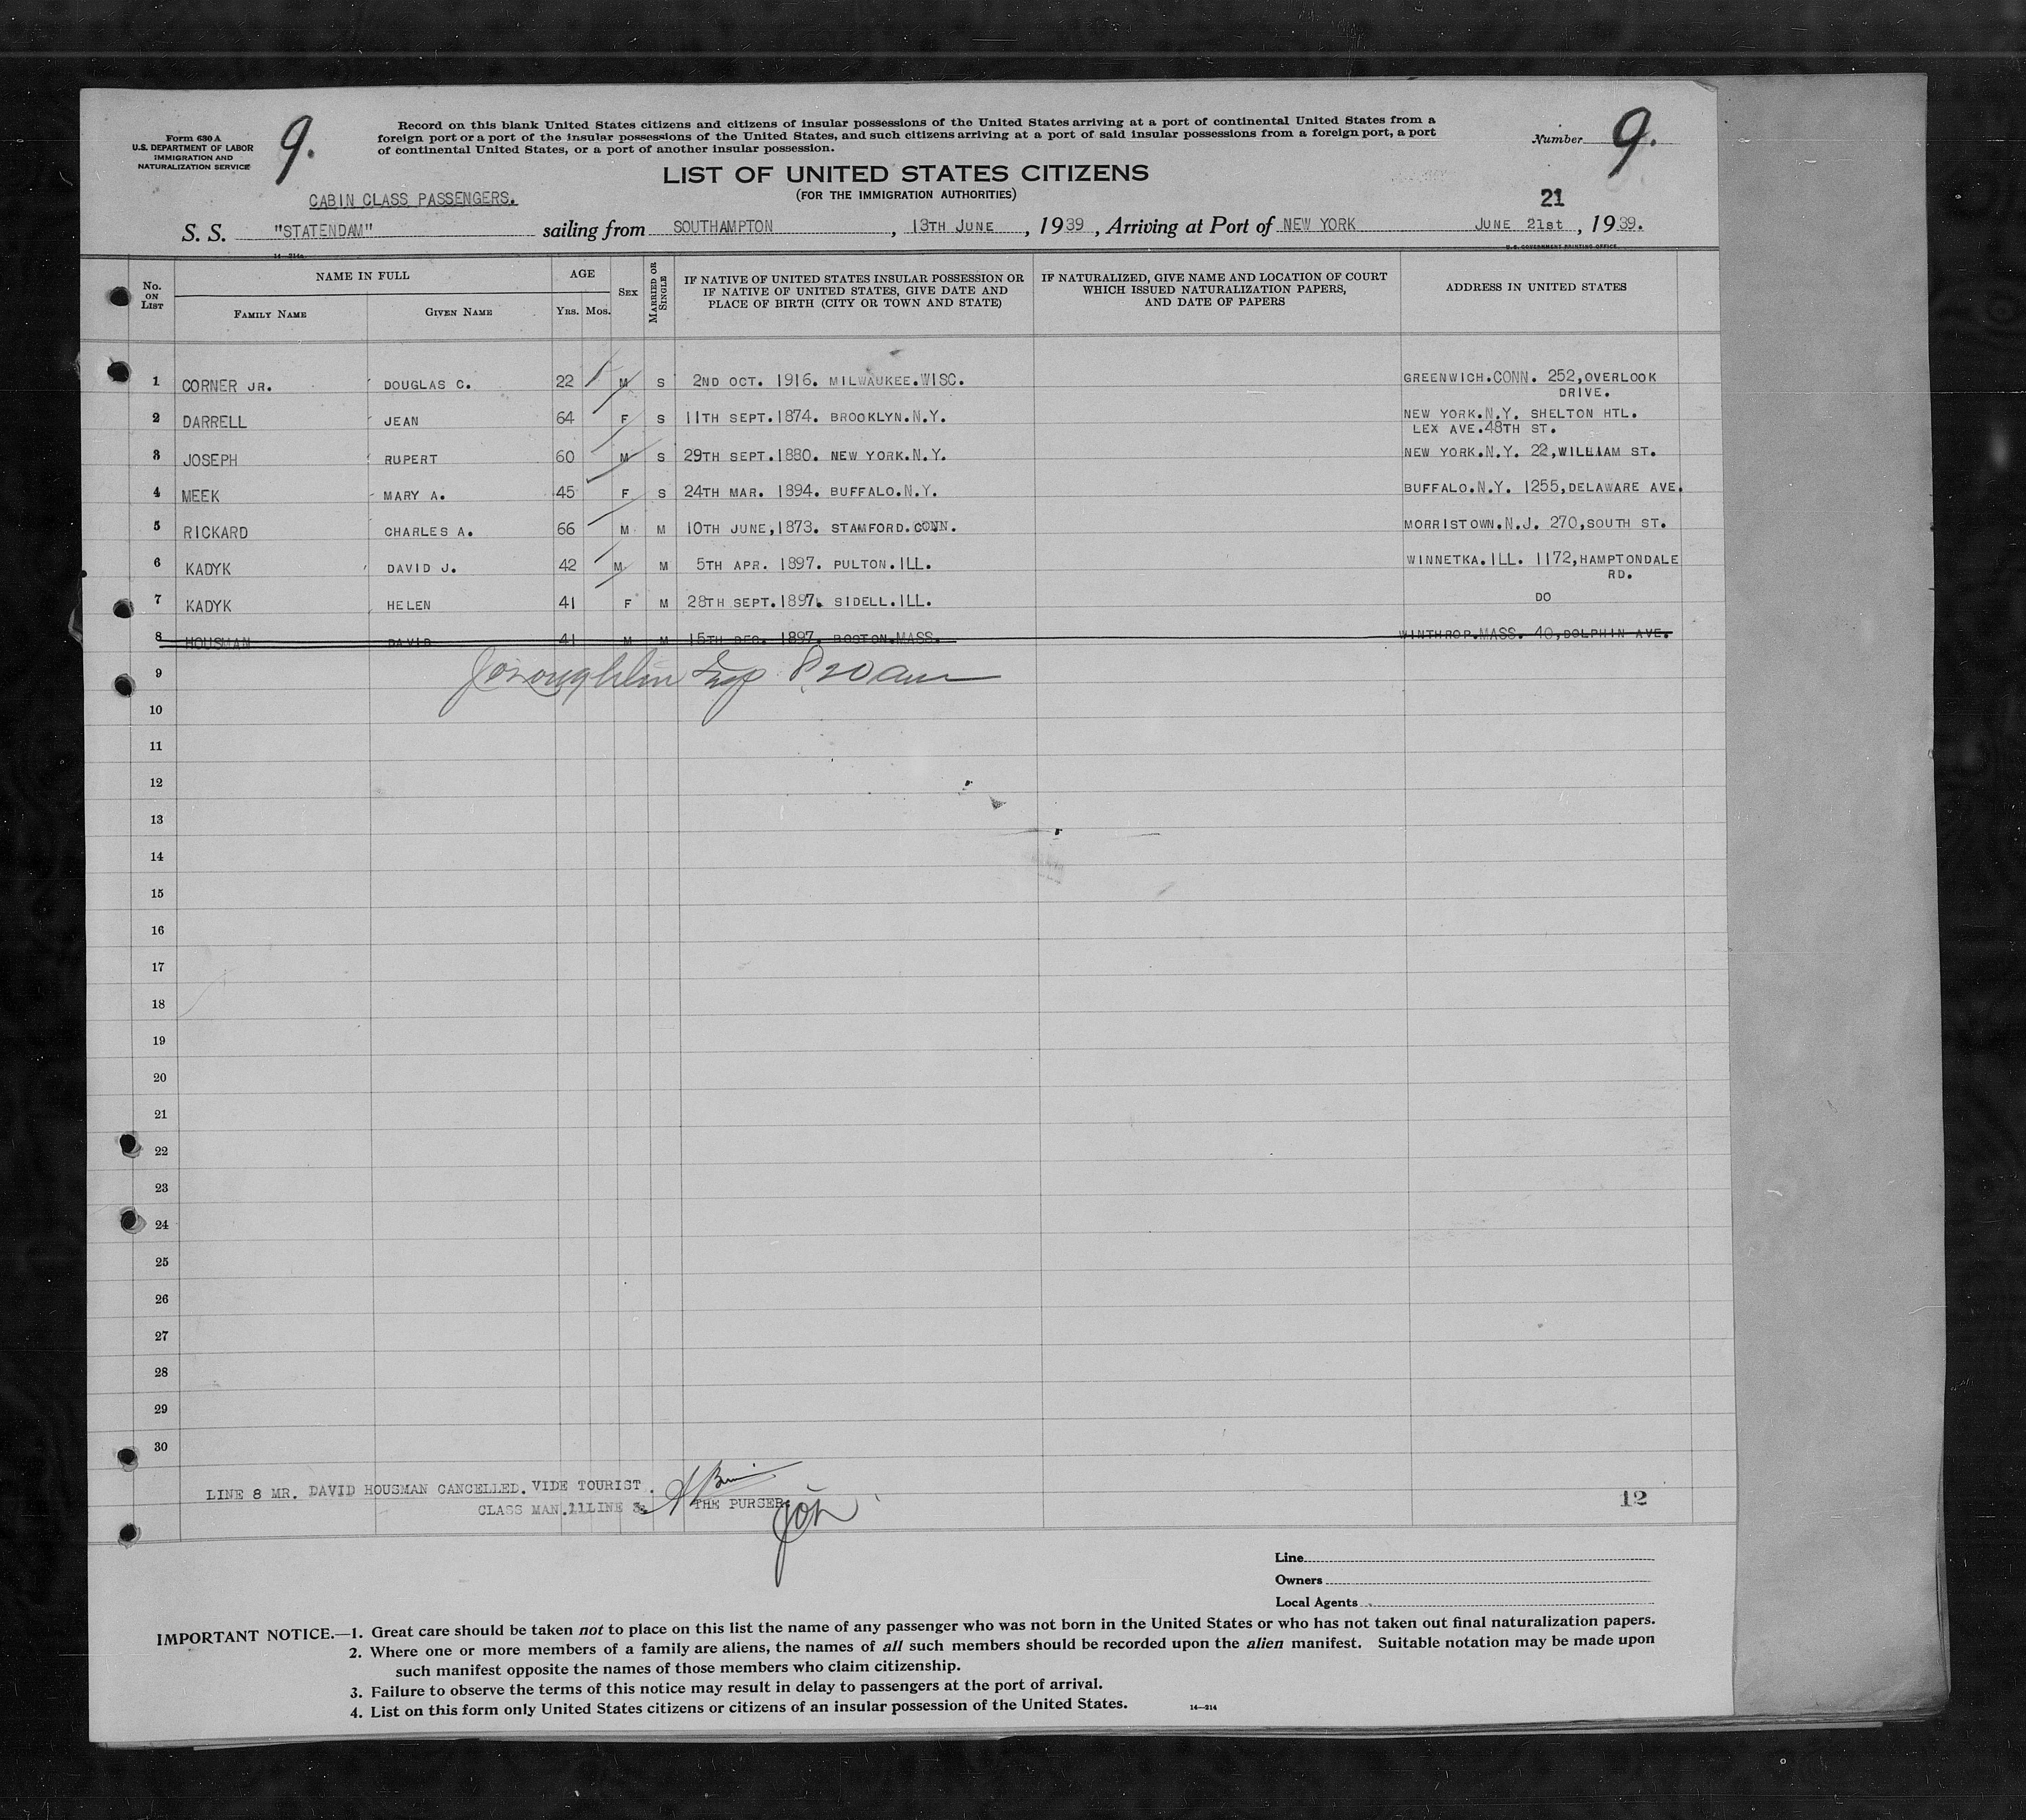 Form 630 A
U.S. DEPARTMENT OF LABOR
IMMIGRATION AND
NATURALIZATION SERVICE
9.
Record on this blank United States citizens and citizens of insular possessions of the United States arriving at a port of continental United States from a
foreign port or a port of the insular possessions of the United States, and such citizens arriving at a port of said insular possessions from a foreign port, a port
of continental United States, or a port of another insular possession.
Number 9.
LIST OF UNITED STATES CITIZENS
(FOR THE IMMIGRATION AUTHORITIES)
CABIN CLASS PASSENGERS.
21
S. S. "STATENDAM" sailing from SOUTHAMPTON, 13TH JUNE, 1939, Arriving at Port of NEW YORK JUNE 21st, 1939.
14—214a
U. S. GOVERNMENT PRINTING OFFICE
No. ON LIST
NAME IN FULL
FAMILY NAME
GIVEN NAME
AGE
YRS. MOS.
SEX
MARRIED OR SINGLE
IF NATIVE OF UNITED STATES INSULAR POSSESSION OR
IF NATIVE OF UNITED STATES, GIVE DATE AND
PLACE OF BIRTH (CITY OR TOWN AND STATE)
IF NATURALIZED, GIVE NAME AND LOCATION OF COURT
WHICH ISSUED NATURALIZATION PAPERS,
AND DATE OF PAPERS
ADDRESS IN UNITED STATES
1 CORNER JR. DOUGLAS C. 22 M S 2ND OCT. 1916. MILWAUKEE.WISC. GREENWICH.CONN. 252,OVERLOOK
DRIVE.
2 DARRELL JEAN 64 F S 11TH SEPT.1874. BROOKLYN.N.Y. NEW YORK.N.Y. SHELTON HTL.
LEX AVE.48TH ST.
3 JOSEPH RUPERT 60 M S 29TH SEPT.1880. NEW YORK.N.Y. NEW YORK.N.Y. 22,WILLIAM ST.
4 MEEK MARY A. 45 F S 24TH MAR. 1894. BUFFALO.N.Y. BUFFALO.N.Y. 1255,DELAWARE AVE.
5 RICKARD CHARLES A. 66 M M 10TH JUNE,1873. STAMFORD.CONN. MORRISTOWN.N.J. 270,SOUTH ST.
6 KADYK DAVID J. 42 M M 5TH APR. 1897. PULTON.ILL. WINNETKA.ILL. 1172,HAMPTONDALE
RD.
7 KADYK HELEN 41 F M 28TH SEPT.1897. SIDELL.ILL. DO
8 HOUSMAN DAVID 41 M M 15TH DEC. 1897. BOSTON.MASS. WINTHROP.MASS. 40,DOLPHIN AVE.
9
10
11
12
13
14
15
16
17
18
19
20
21
22
23
24
25
26
27
28
29
30
LINE 8 MR. DAVID HOUSMAN CANCELLED. VIDE TOURIST.
CLASS MAN.11LINE 3. THE PURSER.
12
Line
Owners
Local Agents
IMPORTANT NOTICE.—1. Great care should be taken not to place on this list the name of any passenger who was not born in the United States or who has not taken out final naturalization papers.
2. Where one or more members of a family are aliens, the names of all such members should be recorded upon the alien manifest. Suitable notation may be made upon
such manifest opposite the names of those members who claim citizenship.
3. Failure to observe the terms of this notice may result in delay to passengers at the port of arrival.
4. List on this form only United States citizens or citizens of an insular possession of the United States.
14—214